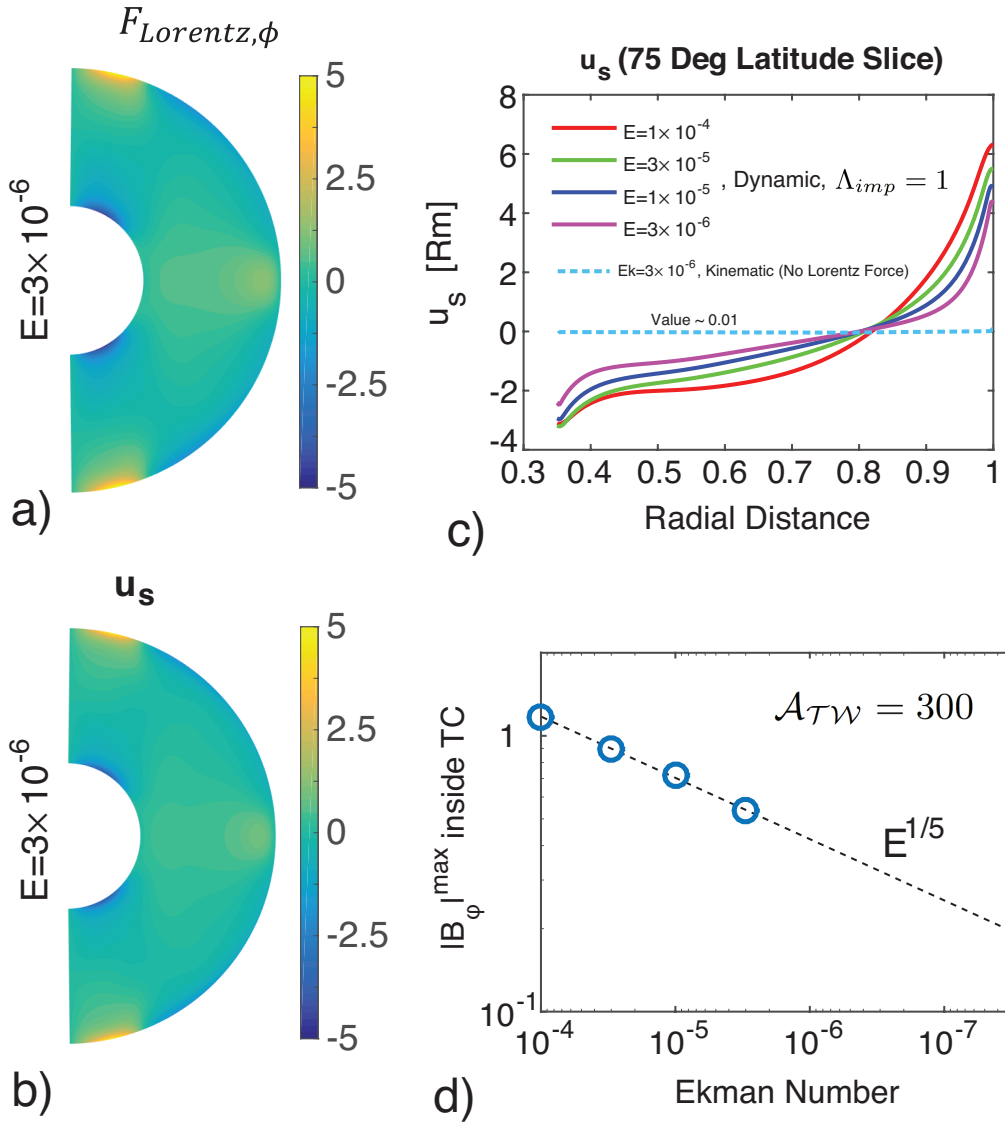 F_{Lorentz,ϕ}
E=3× 10^{-6}
5
2.5
0
-2.5
-5
a)
u_s
E=3× 10^{-6}
5
2.5
0
-2.5
-5
b)
u_s (75 Deg Latitude Slice)
u_s [Rm]
8
6
4
2
0
-2
-4
E=1× 10^{-4}
E=3× 10^{-5}
E=1× 10^{-5} , Dynamic, Λ_{imp} = 1
E=3× 10^{-6}
Ek=3× 10^{-6}, Kinematic (No Lorentz Force)
Value ~ 0.01
0.3 0.4 0.5 0.6 0.7 0.8 0.9 1
Radial Distance
c)
|B_φ|^{max} inside TC
1
10^{-1}
A_{TW} = 300
E^{1/5}
10^{-4} 10^{-5} 10^{-6} 10^{-7}
Ekman Number
d)